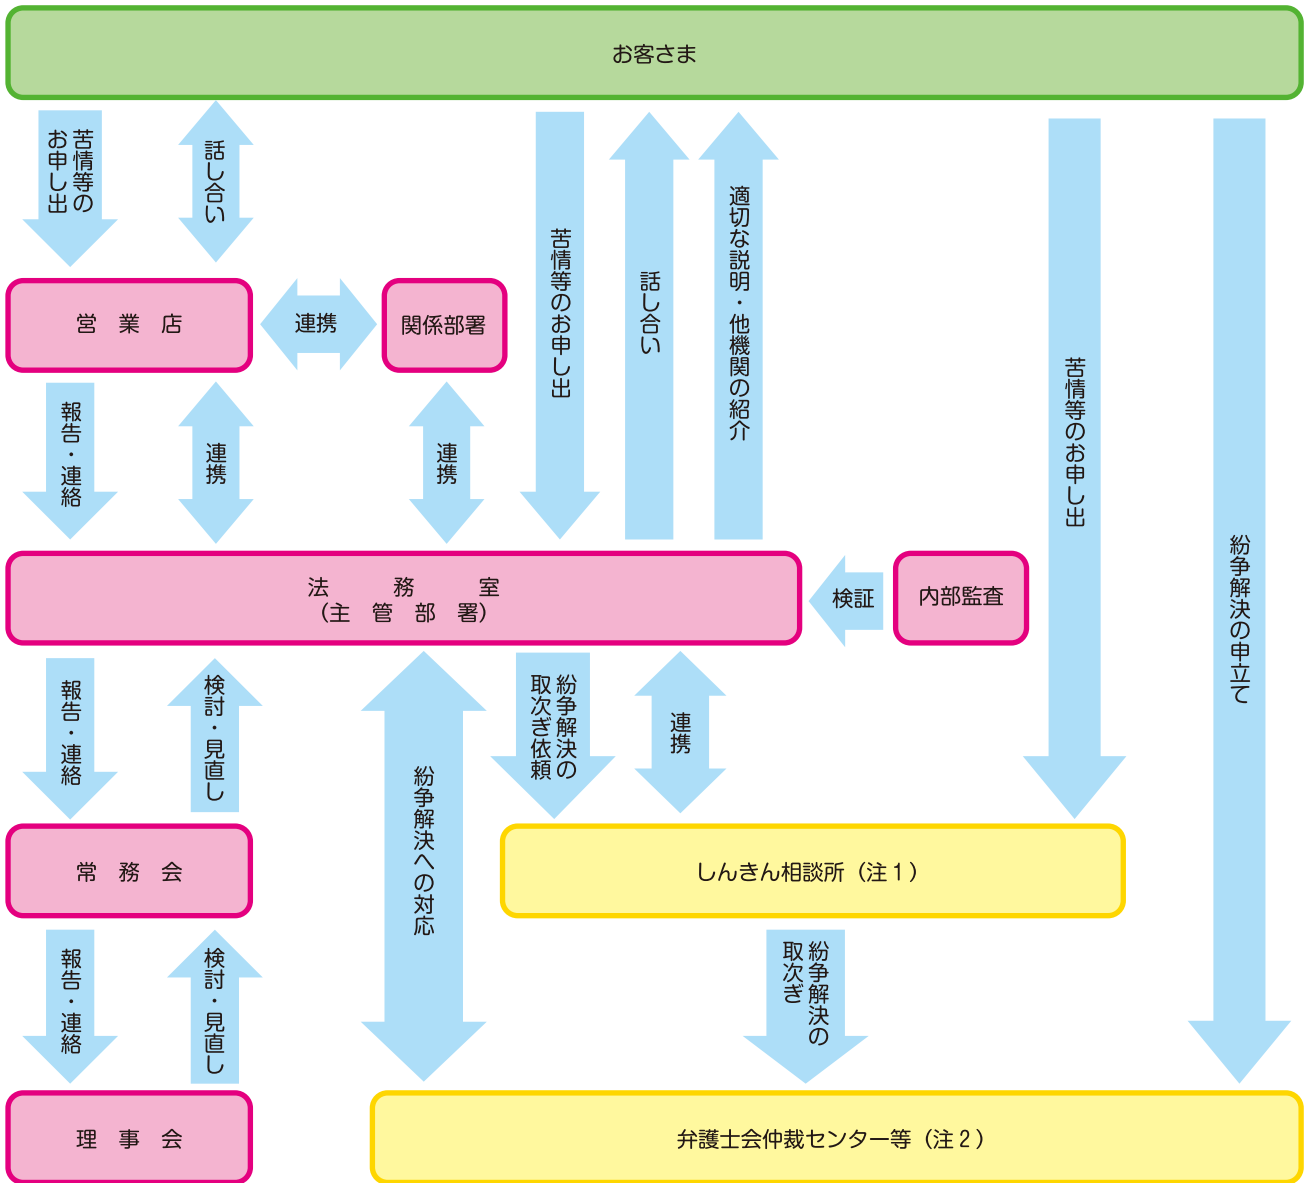 お客さま
苦情等の
お申し出
話し合い
苦情等のお申し出
話し合い
適切な説明・他機関の紹介
苦情等のお申し出
紛争解決の申立て
営　業　店
連携
関係部署
報告・連絡
連携
連携
法　　　務　　　室
（主　管　部　署）
検証
内部監査
報告・連絡
検討・見直し
紛争解決への対応
紛争解決の
取次ぎ依頼
連携
常　務　会
しんきん相談所（注１）
報告・連絡
検討・見直し
紛争解決の
取次ぎ
理　事　会
弁護士会仲裁センター等（注２）